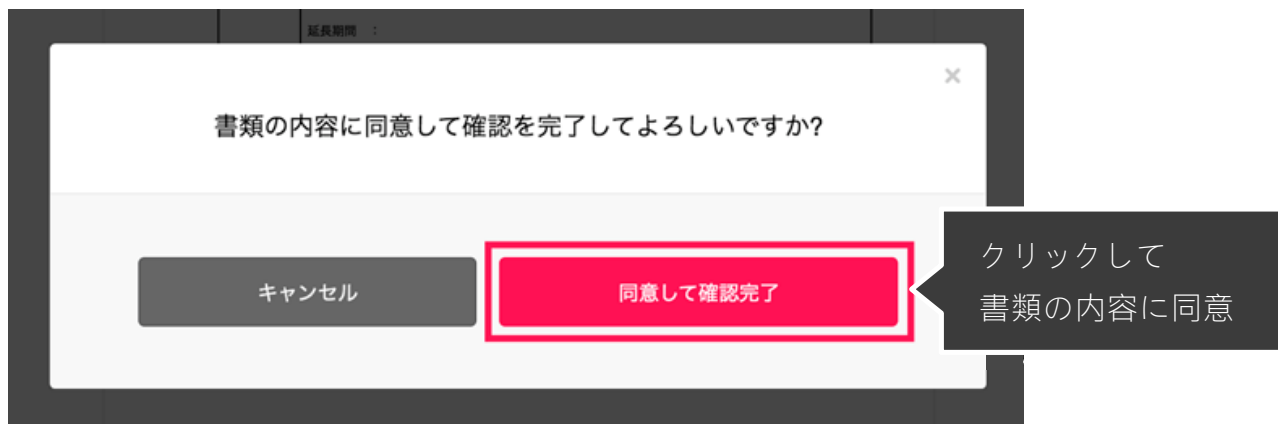 延長期間 :
×
書類の内容に同意して確認を完了してよろしいですか?
キャンセル
同意して確認完了
クリックして
書類の内容に同意